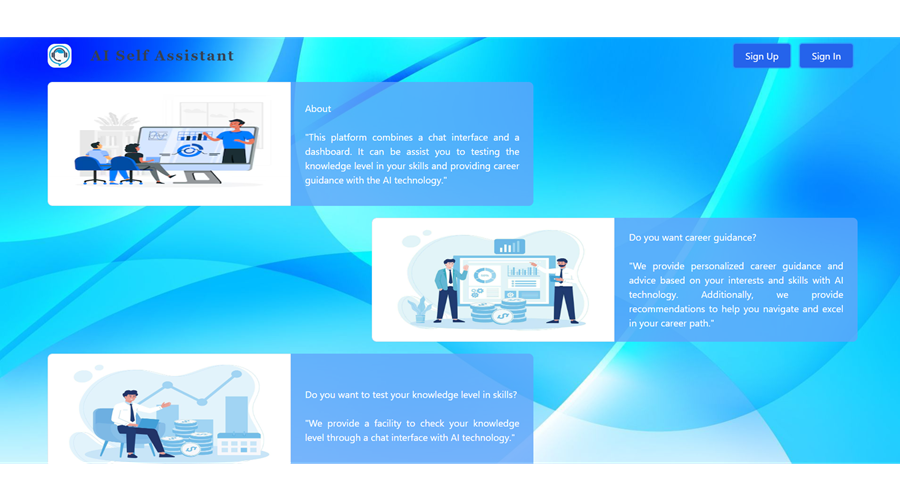 AI Self Assistant
Sign Up
Sign In
About
"This platform combines a chat interface and a
dashboard. It can be assist you to testing the
knowledge level in your skills and providing career
guidance with the AI technology."
Do you want career guidance?
"We provide personalized career guidance and
advice based on your interests and skills with AI
technology. Additionally, we provide
recommendations to help you navigate and excel
in your career path."
Do you want to test your knowledge level in skills?
"We provide a facility to check your knowledge
level through a chat interface with AI technology."